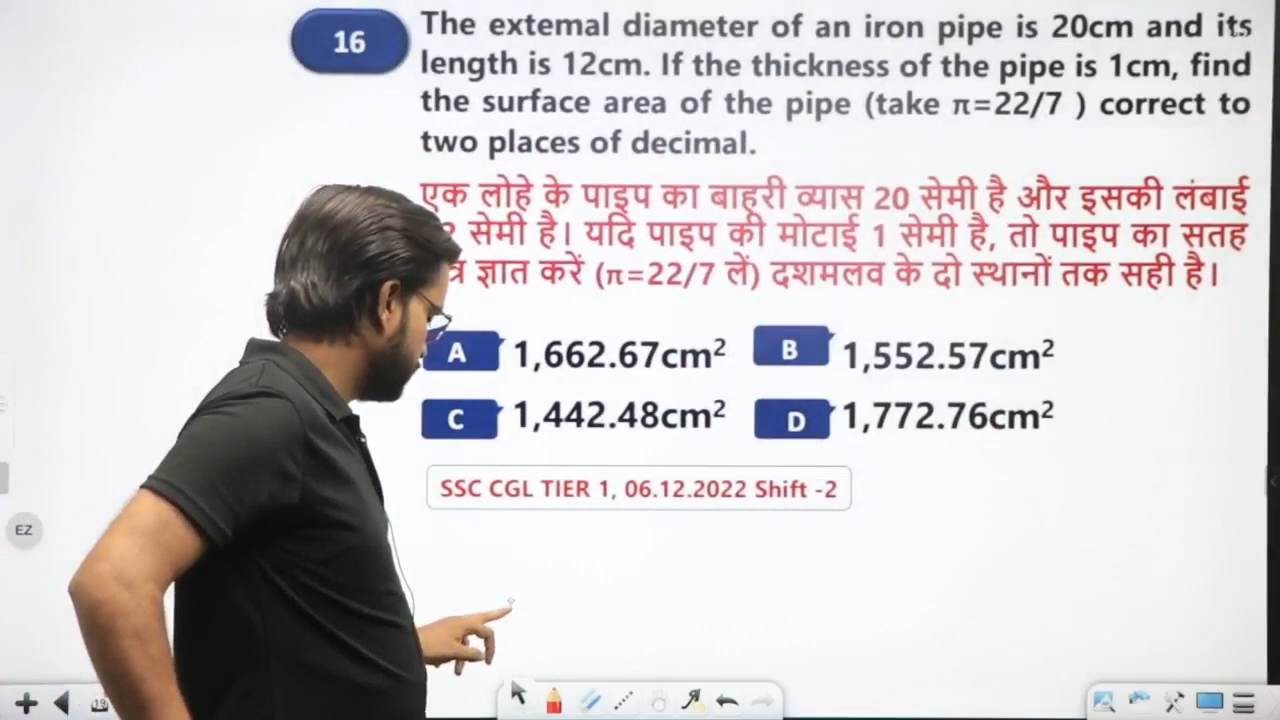 16
The extemal diameter of an iron pipe is 20cm and its
length is 12cm. If the thickness of the pipe is 1cm, find
the surface area of the pipe (take π=22/7 ) correct to
two places of decimal.
एक लोहे के पाइप का बाहरी व्यास 20 सेमी है और इसकी लंबाई
सेमी है। यदि पाइप की मोटाई 1 सेमी है, तो पाइप का सतह
ज्ञात करें (π=22/7 लें) दशमलव के दो स्थानों तक सही है।
A 1,662.67cm² B 1,552.57cm²
C 1,442.48cm² D 1,772.76cm²
SSC CGL TIER 1, 06.12.2022 Shift -2
EZ
19